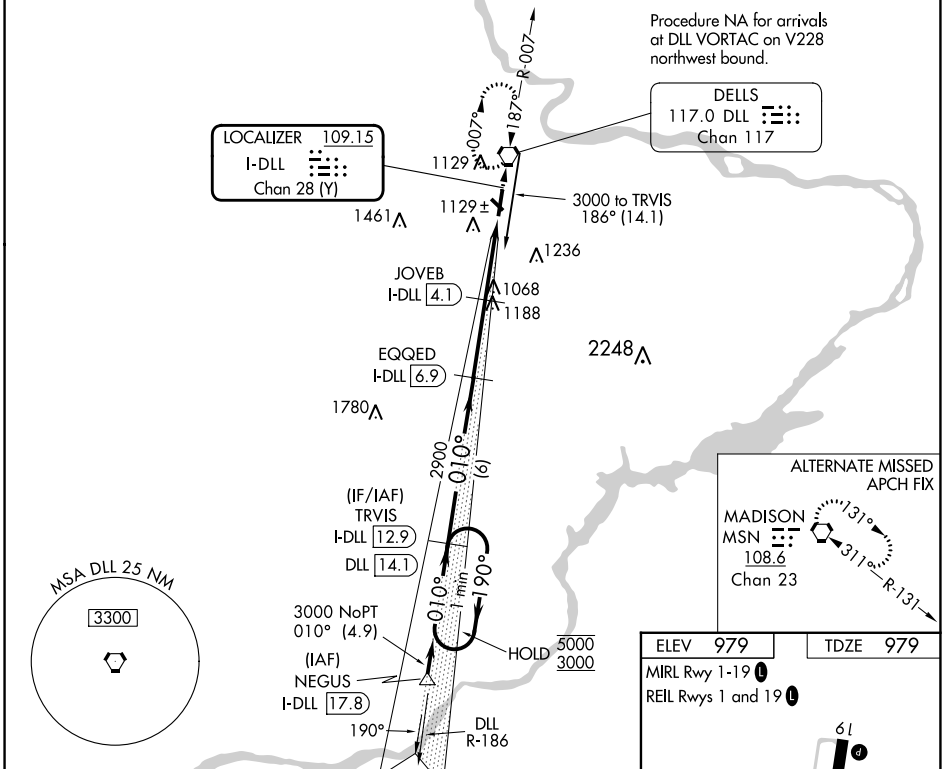 Procedure NA for arrivals
at DLL VORTAC on V228
northwest bound.
DELLS
117.0 DLL
Chan 117
R-007
007°
187°
LOCALIZER 109.15
I-DLL
Chan 28 (Y)
1129
1129±
1461
3000 to TRVIS
186° (14.1)
1236
JOVEB
I-DLL 4.1
1068
1188
EQQED
I-DLL 6.9
2248
1780
2900
010°
(6)
(IF/IAF)
TRVIS
I-DLL 12.9
DLL 14.1
010°
1 min
190°
3000 NoPT
010° (4.9)
HOLD
5000
3000
(IAF)
NEGUS
I-DLL 17.8
190°
DLL
R-186
MSA DLL 25 NM
3300
ALTERNATE MISSED
APCH FIX
MADISON
MSN
108.6
Chan 23
131°
311°
R-131
ELEV 979
TDZE 979
MIRL Rwy 1-19 L
REIL Rwys 1 and 19 L
19